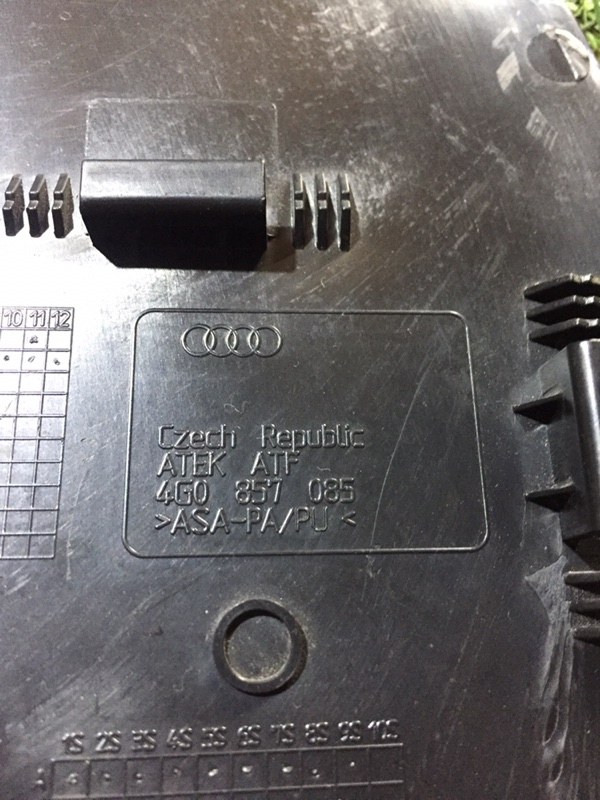 10 11 12
Czech Republic
ATEK ATF
4G0 857 085
>ASA-PA/PU<
1S 2S 3S 4S 5S 6S 7S 8S 9S 10S